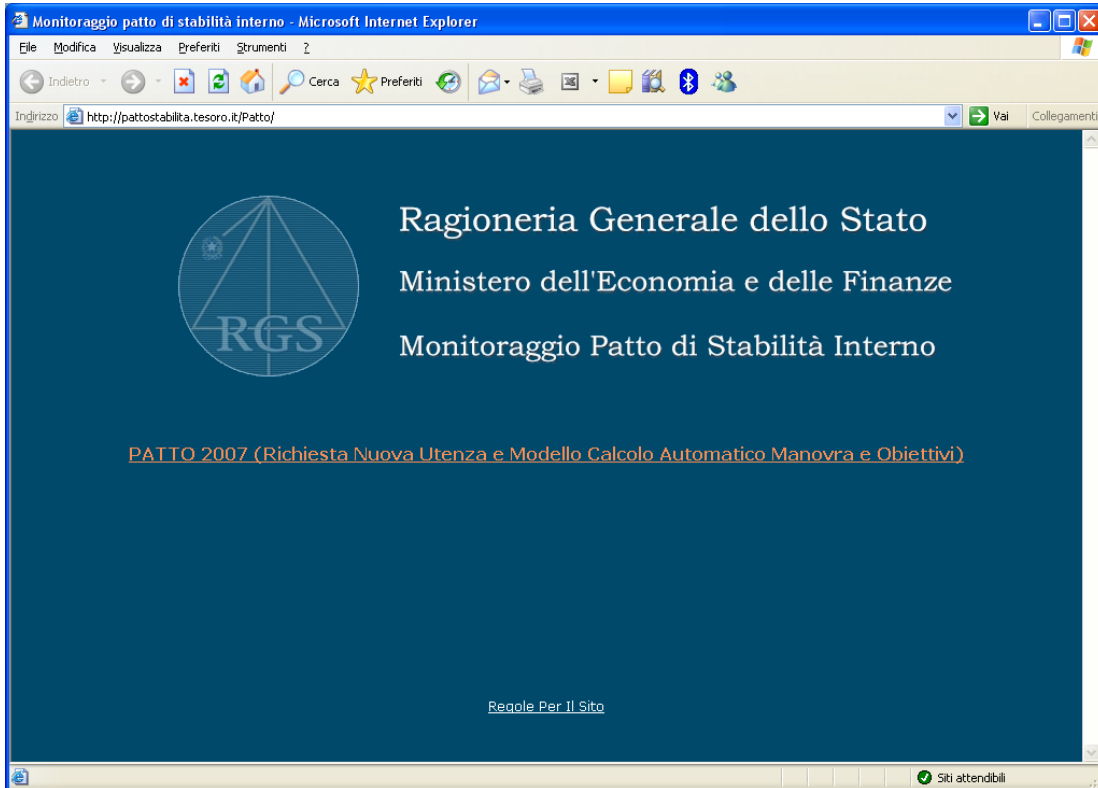 Monitoraggio patto di stabilità interno - Microsoft Internet Explorer
File Modifica Visualizza Preferiti Strumenti ?
Indietro Cerca Preferiti
Indirizzo http://pattostabilita.tesoro.it/Patto/ Vai Collegamenti
Ragioneria Generale dello Stato
Ministero dell'Economia e delle Finanze
RGS
Monitoraggio Patto di Stabilità Interno
PATTO 2007 (Richiesta Nuova Utenza e Modello Calcolo Automatico Manovra e Obiettivi)
Regole Per Il Sito
Siti attendibili